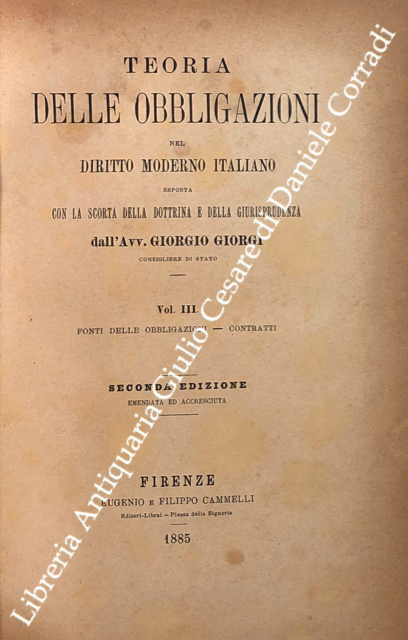 TEORIA
DELLE OBBLIGAZIONI
NEL
DIRITTO MODERNO ITALIANO
ESPOSTA
CON LA SCORTA DELLA DOTTRINA E DELLA GIURISPRUDENZA
dall'Avv. GIORGIO GIORGI
CONSIGLIERE DI STATO
Vol. III.
FONTI DELLE OBBLIGAZIONI — CONTRATTI
SECONDA EDIZIONE
EMENDATA ED ACCRESCIUTA
FIRENZE
EUGENIO E FILIPPO CAMMELLI
Editori-Librai — Piazza della Signoria
1885
Libreria Antiquaria Giulio Cesare di Daniele Corradi